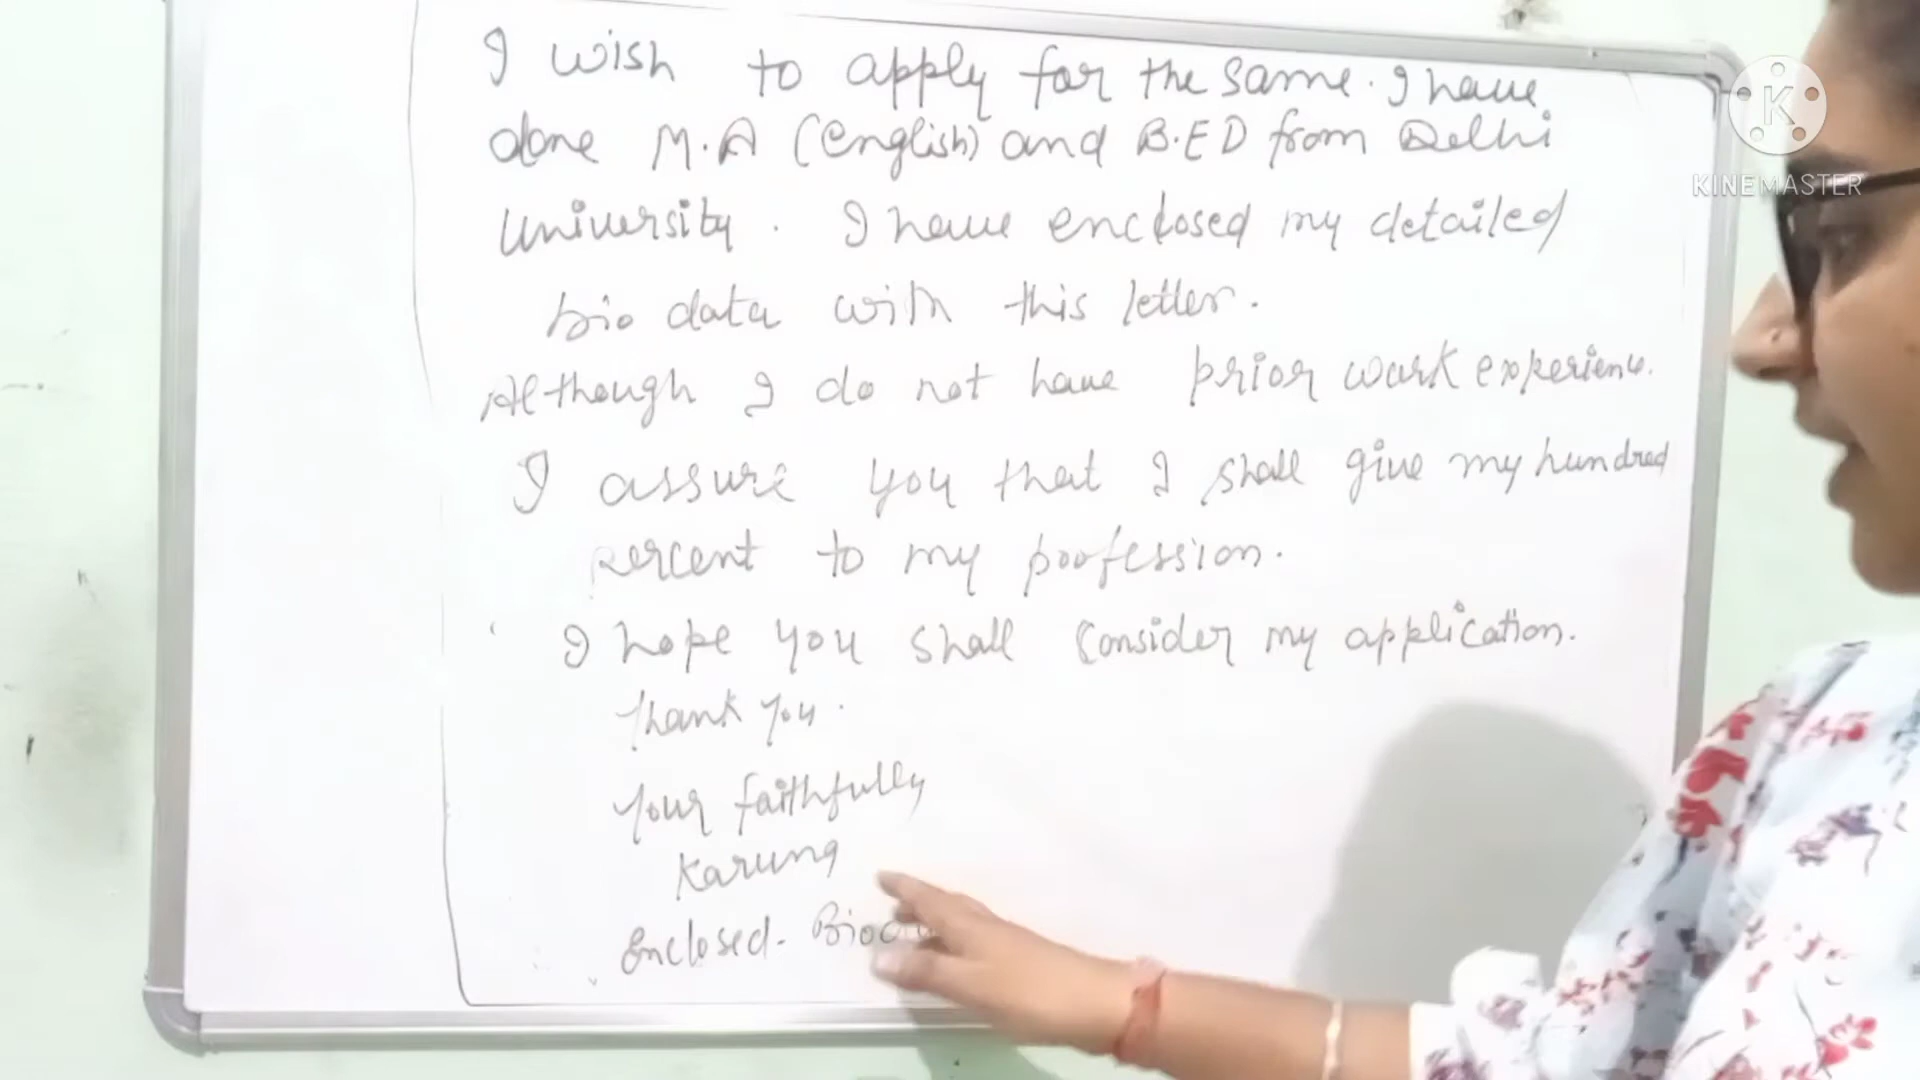 I wish to apply for the same. I have
done M.A (English) and B.ED from Delhi
University. I have enclosed my detailed
bio data with this letter.
Although I do not have prior work experience.
I assure you that I shall give my hundred
percent to my profession.
I hope you shall consider my application.
Thank you.
Your faithfully
Karuna
Enclosed-
K
KINEMASTER